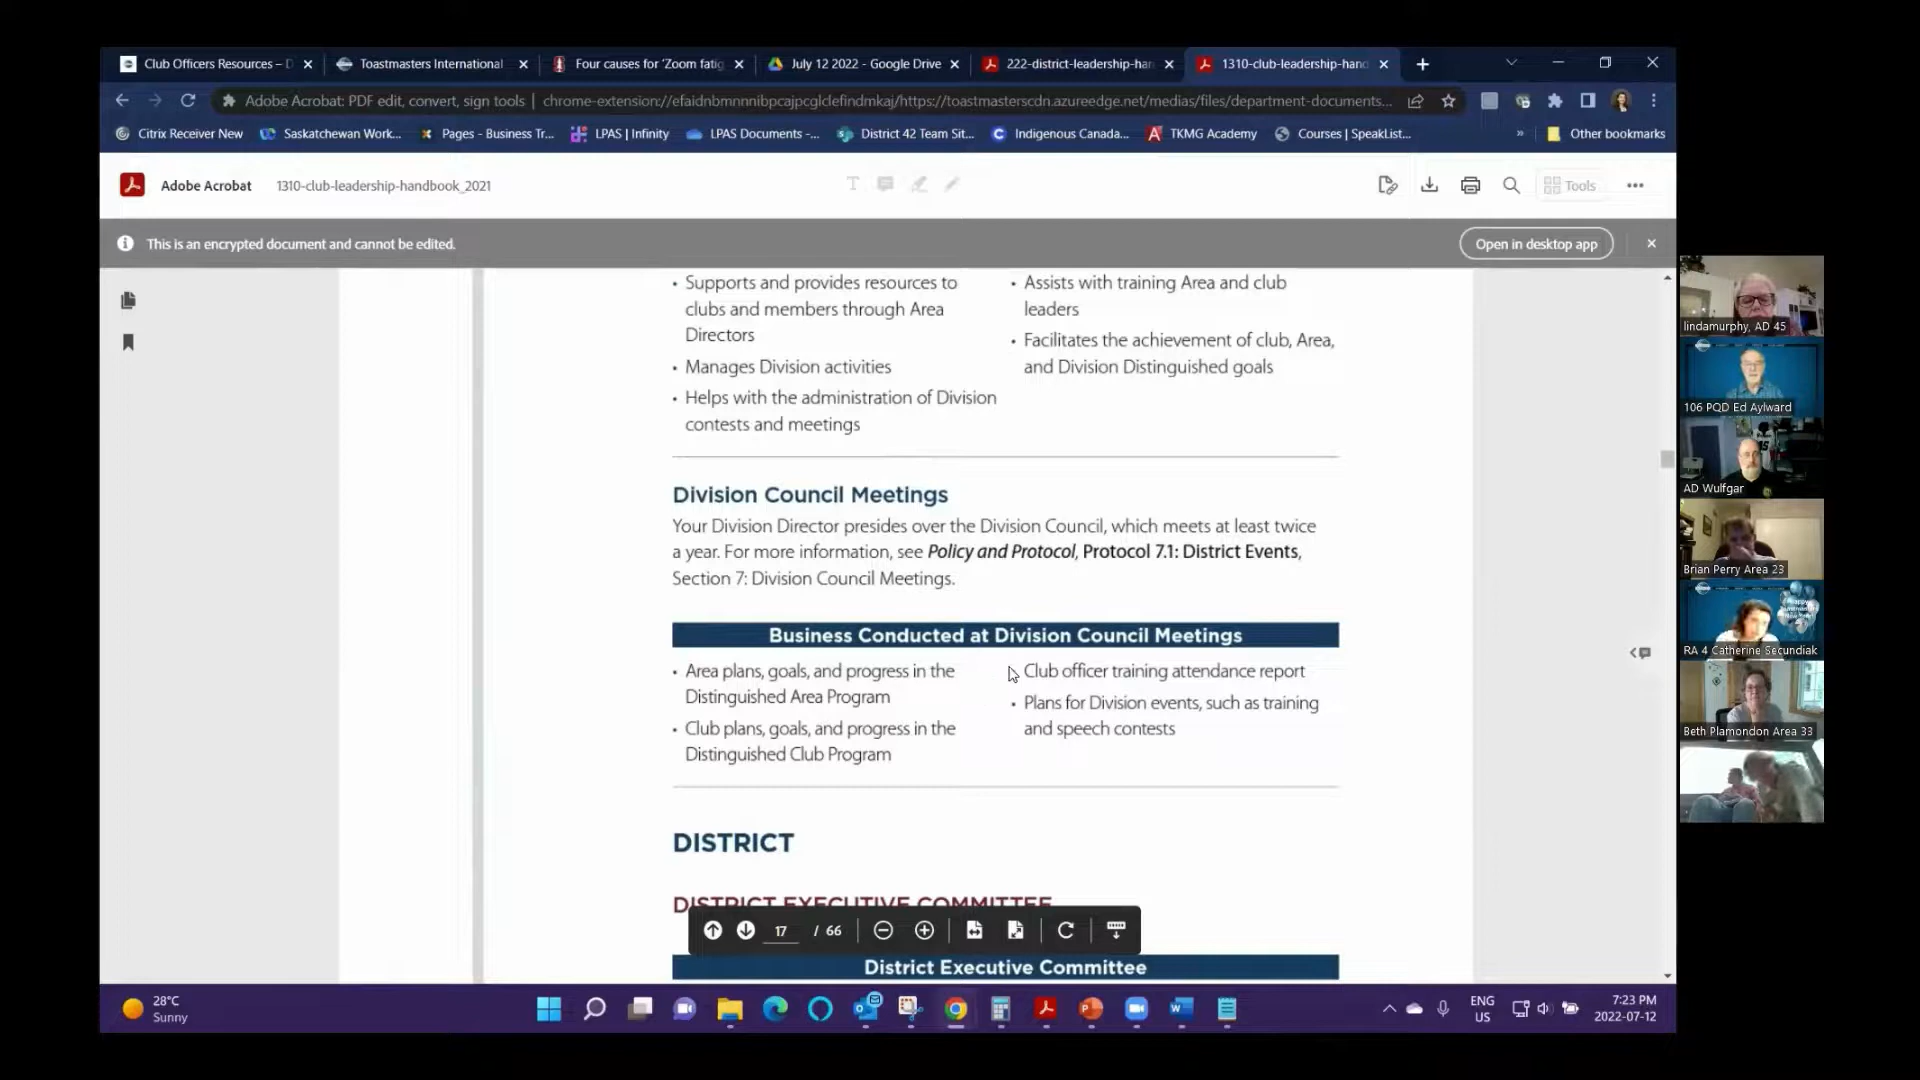 Club Officers Resources – D
Toastmasters International
Four causes for 'Zoom fatig
July 12 2022 - Google Drive
222-district-leadership-han
1310-club-leadership-hand
Adobe Acrobat: PDF edit, convert, sign tools | chrome-extension://efaidnbmnnnibpcajpcglclefindmkaj/https://toastmasterscdn.azureedge.net/medias/files/department-documents...
Citrix Receiver New
Saskatchewan Work...
Pages - Business Tr...
LPAS | Infinity
LPAS Documents -...
District 42 Team Sit...
Indigenous Canada...
TKMG Academy
Courses | SpeakList...
»
Other bookmarks
Adobe Acrobat
1310-club-leadership-handbook_2021
Tools
This is an encrypted document and cannot be edited.
Open in desktop app
• Supports and provides resources to
clubs and members through Area
Directors
• Manages Division activities
• Helps with the administration of Division
contests and meetings
• Assists with training Area and club
leaders
• Facilitates the achievement of club, Area,
and Division Distinguished goals
Division Council Meetings
Your Division Director presides over the Division Council, which meets at least twice
a year. For more information, see Policy and Protocol, Protocol 7.1: District Events,
Section 7: Division Council Meetings.
Business Conducted at Division Council Meetings
• Area plans, goals, and progress in the
Distinguished Area Program
• Club plans, goals, and progress in the
Distinguished Club Program
Club officer training attendance report
• Plans for Division events, such as training
and speech contests
DISTRICT
DISTRICT EXECUTIVE COMMITTEE
17 / 66
District Executive Committee
lindamurphy, AD 45
106 PQD Ed Aylward
AD Wulfgar
Brian Perry Area 23
RA 4 Catherine Secundiak
Beth Plamondon Area 33
28°C
Sunny
ENG
US
7:23 PM
2022-07-12